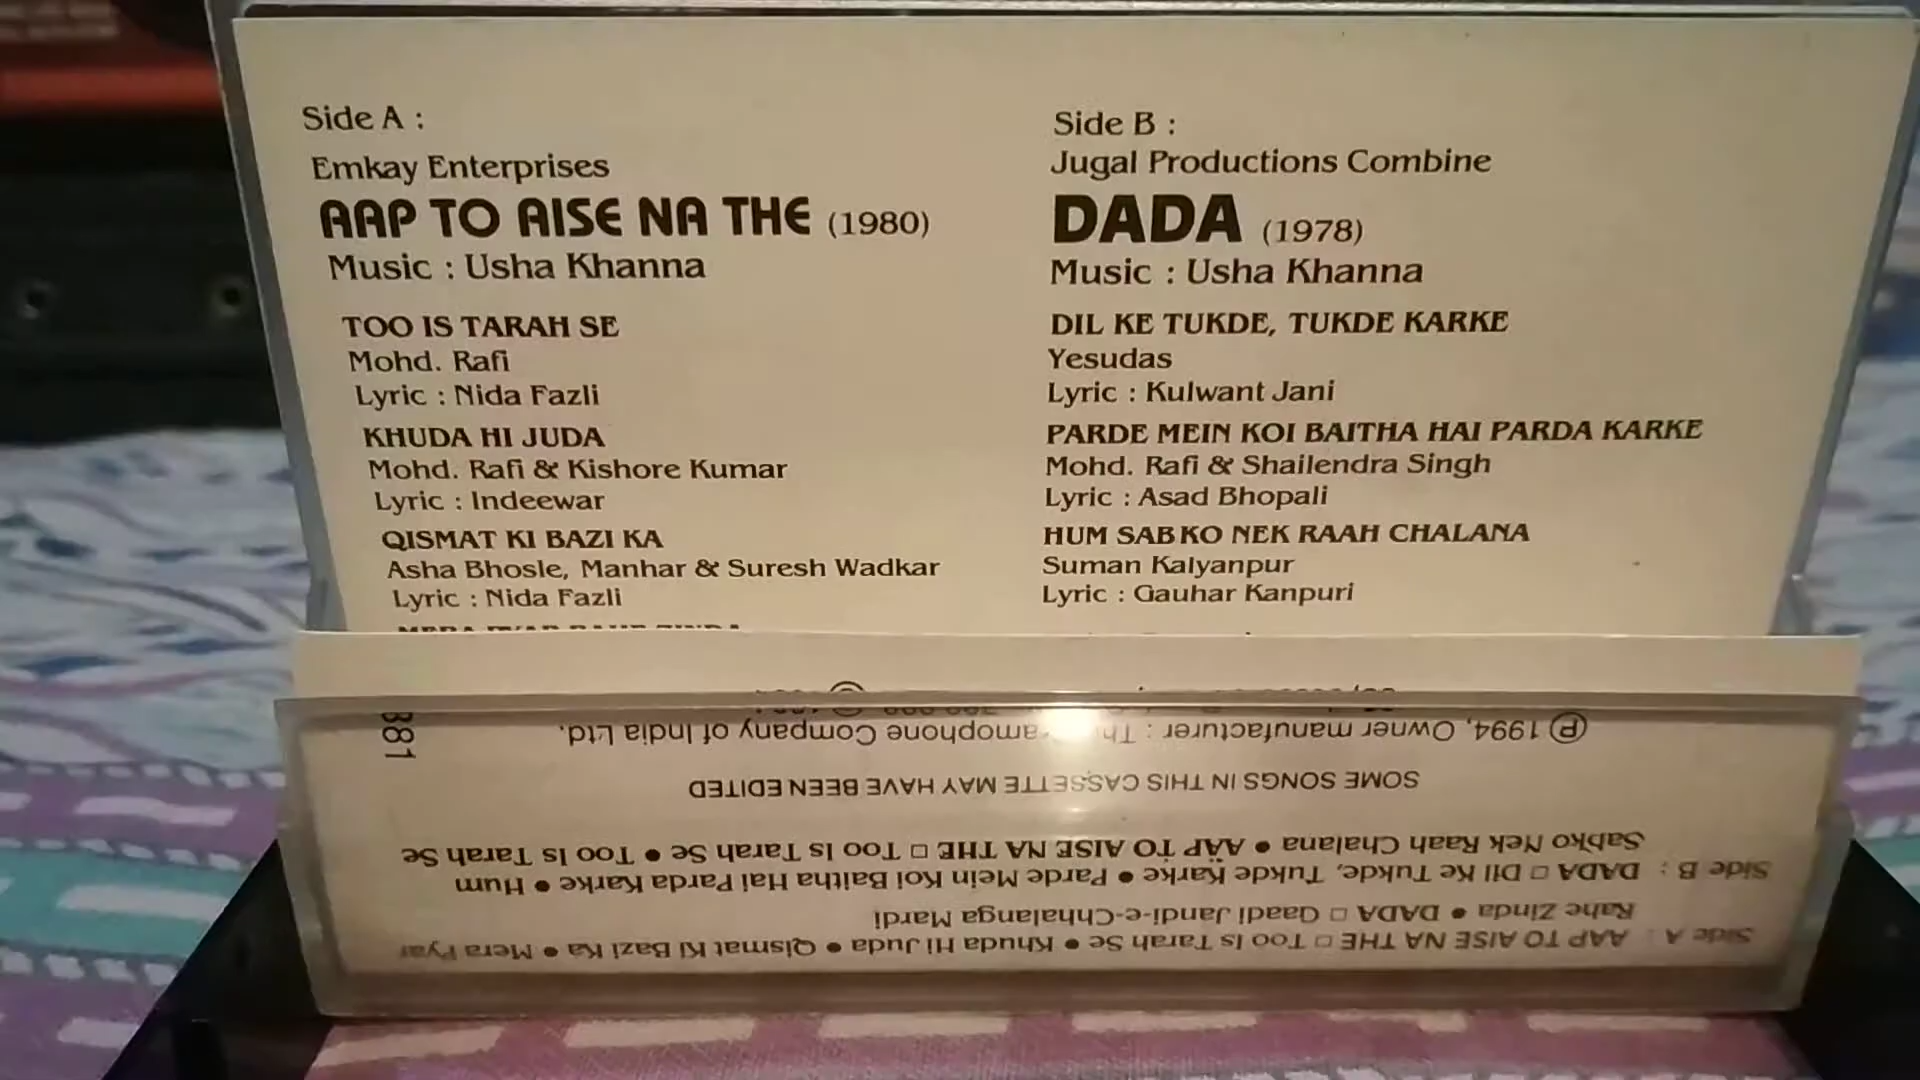 Side A :
Emkay Enterprises
AAP TO AISE NA THE (1980)
Music : Usha Khanna
TOO IS TARAH SE
Mohd. Rafi
Lyric : Nida Fazli
KHUDA HI JUDA
Mohd. Rafi & Kishore Kumar
Lyric : Indeewar
QISMAT KI BAZI KA
Asha Bhosle, Manhar & Suresh Wadkar
Lyric : Nida Fazli
Side B :
Jugal Productions Combine
DADA (1978)
Music : Usha Khanna
DIL KE TUKDE, TUKDE KARKE
Yesudas
Lyric : Kulwant Jani
PARDE MEIN KOI BAITHA HAI PARDA KARKE
Mohd. Rafi & Shailendra Singh
Lyric : Asad Bhopali
HUM SAB KO NEK RAAH CHALANA
Suman Kalyanpur
Lyric : Gauhar Kanpuri
Side A : AAP TO AISE NA THE □ Too Is Tarah Se • Khuda Hi Juda • Qismat Ki Bazi Ka • Mera Pyar
Rahe Zinda • DADA □ Gaadi Jandi-e-Chhalanga Mardi
Side B : DADA □ Dil Ke Tukde, Tukde Karke • Parde Mein Koi Baitha Hai Parda Karke • Hum
Sabko Nek Raah Chalana • AAP TO AISE NA THE □ Too Is Tarah Se • Too Is Tarah Se
SOME SONGS IN THIS CASSETTE MAY HAVE BEEN EDITED
℗ 1994, Owner manufacturer : The Gramophone Company of India Ltd.
881